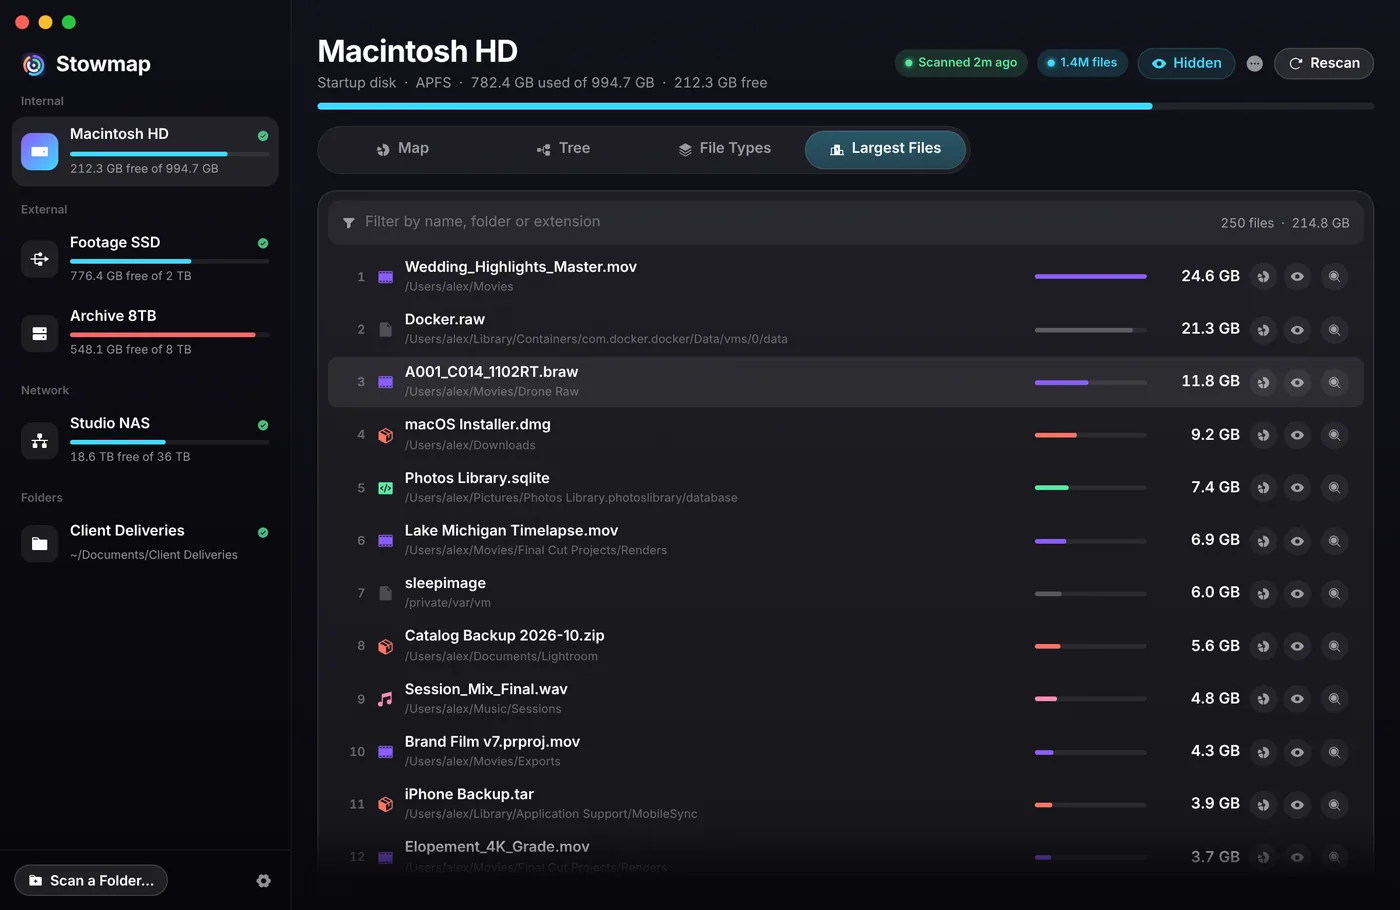 Stowmap
Internal
Macintosh HD
212.3 GB free of 994.7 GB
External
Footage SSD
776.4 GB free of 2 TB
Archive 8TB
548.1 GB free of 8 TB
Network
Studio NAS
18.6 TB free of 36 TB
Folders
Client Deliveries
~/Documents/Client Deliveries
Scan a Folder...
Macintosh HD
Startup disk · APFS · 782.4 GB used of 994.7 GB · 212.3 GB free
Scanned 2m ago
1.4M files
Hidden
Rescan
Map
Tree
File Types
Largest Files
Filter by name, folder or extension
250 files · 214.8 GB
1 Wedding_Highlights_Master.mov 24.6 GB
/Users/alex/Movies
2 Docker.raw 21.3 GB
/Users/alex/Library/Containers/com.docker.docker/Data/vms/0/data
3 A001_C014_1102RT.braw 11.8 GB
/Users/alex/Movies/Drone Raw
4 macOS Installer.dmg 9.2 GB
/Users/alex/Downloads
5 Photos Library.sqlite 7.4 GB
/Users/alex/Pictures/Photos Library.photoslibrary/database
6 Lake Michigan Timelapse.mov 6.9 GB
/Users/alex/Movies/Final Cut Projects/Renders
7 sleepimage 6.0 GB
/private/var/vm
8 Catalog Backup 2026-10.zip 5.6 GB
/Users/alex/Documents/Lightroom
9 Session_Mix_Final.wav 4.8 GB
/Users/alex/Music/Sessions
10 Brand Film v7.prproj.mov 4.3 GB
/Users/alex/Movies/Exports
11 iPhone Backup.tar 3.9 GB
/Users/alex/Library/Application Support/MobileSync
12 Elopement_4K_Grade.mov 3.7 GB
/Users/alex/Movies/Final Cut Projects/Renders